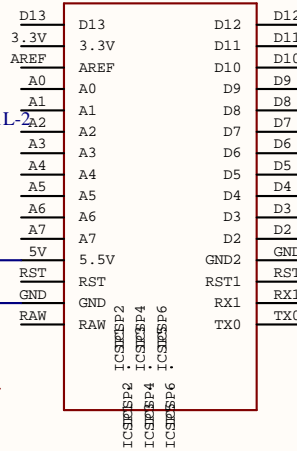 D13 D13 D12 D12
3.3V 3.3V D11 D11
AREF AREF D10 D10
A0 A0 D9 D9
A1 A1 D8 D8
L-2 A2 A2 D7 D7
A3 A3 D6 D6
A4 A4 D5 D5
A5 A5 D4 D4
A6 A6 D3 D3
A7 A7 D2 D2
5V 5.5V GND2 GND
RST RST RST1 RST
GND GND RX1 RX1
RAW RAW TX0 TX0